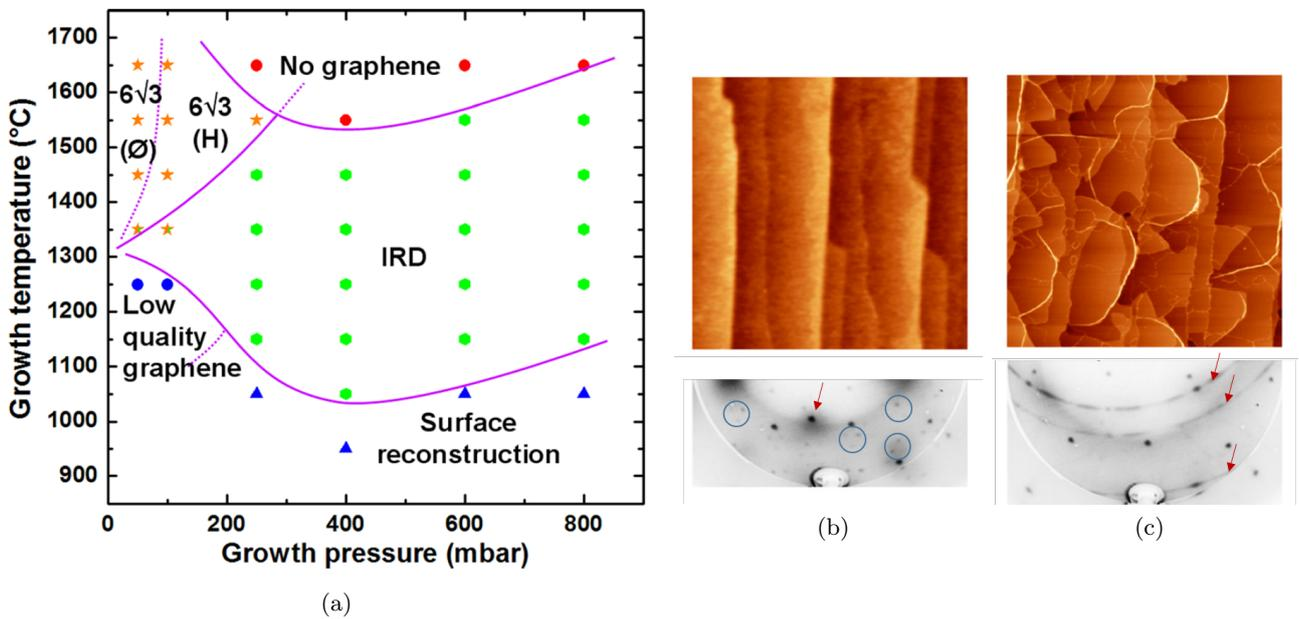 1700
1600
1500
1400
1300
1200
1100
1000
900
Growth temperature (°C)
6√3
(Ø)
6√3
(H)
No graphene
IRD
Low
quality
graphene
Surface
reconstruction
0
200
400
600
800
Growth pressure (mbar)
(a)
(b)
(c)